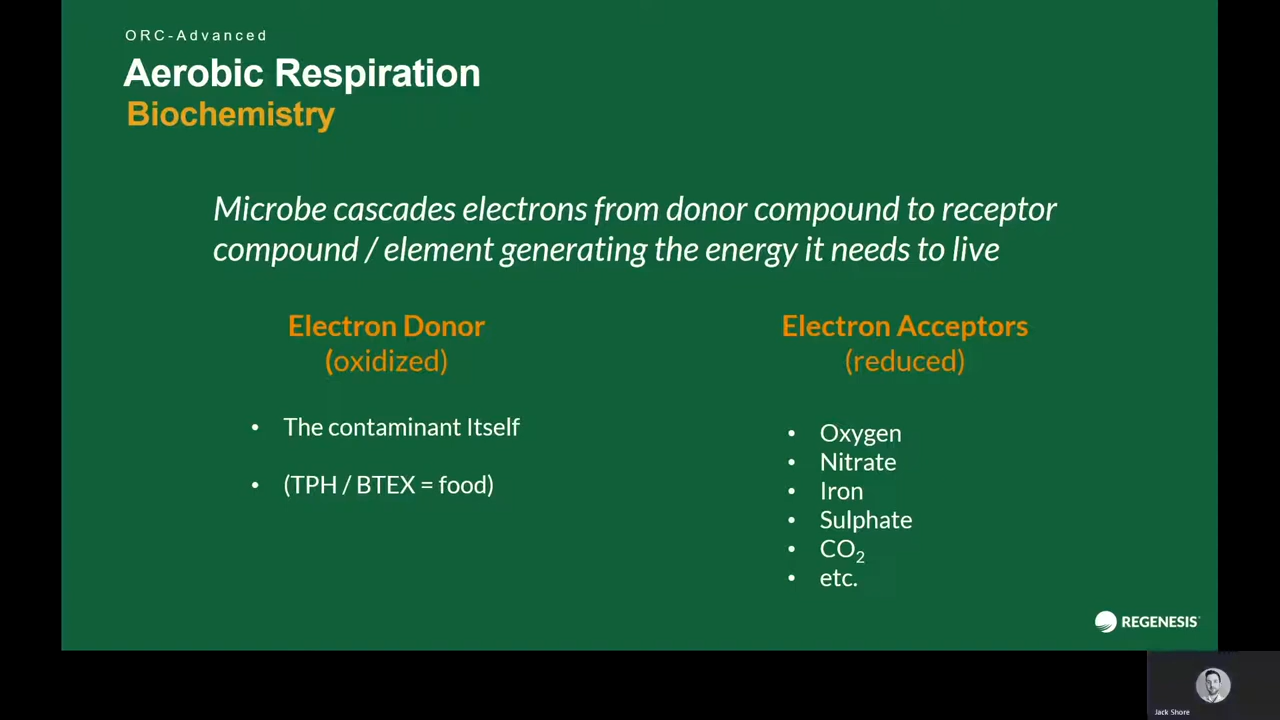 ORC-Advanced
Aerobic Respiration
Biochemistry
Microbe cascades electrons from donor compound to receptor
compound / element generating the energy it needs to live
Electron Donor
(oxidized)
• The contaminant Itself
• (TPH / BTEX = food)
Electron Acceptors
(reduced)
• Oxygen
• Nitrate
• Iron
• Sulphate
• CO₂
• etc.
REGENESIS
Jack Shore